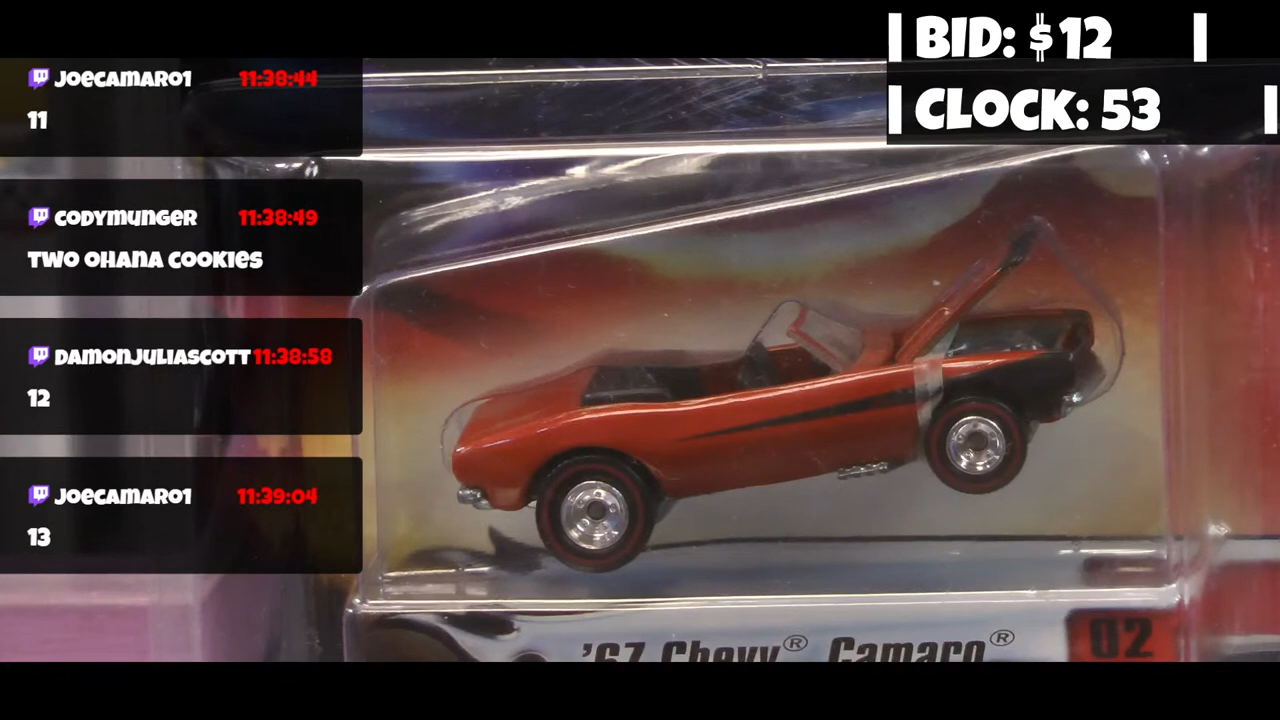 BID: $12
CLOCK: 53
JOECAMARO1 11:38:44
11
CODYMUNGER 11:38:49
TWO OHANA COOKIES
DAMONJULIASCOTT 11:38:58
12
JOECAMARO1 11:39:04
13
'67 Chevy® Camaro®
02